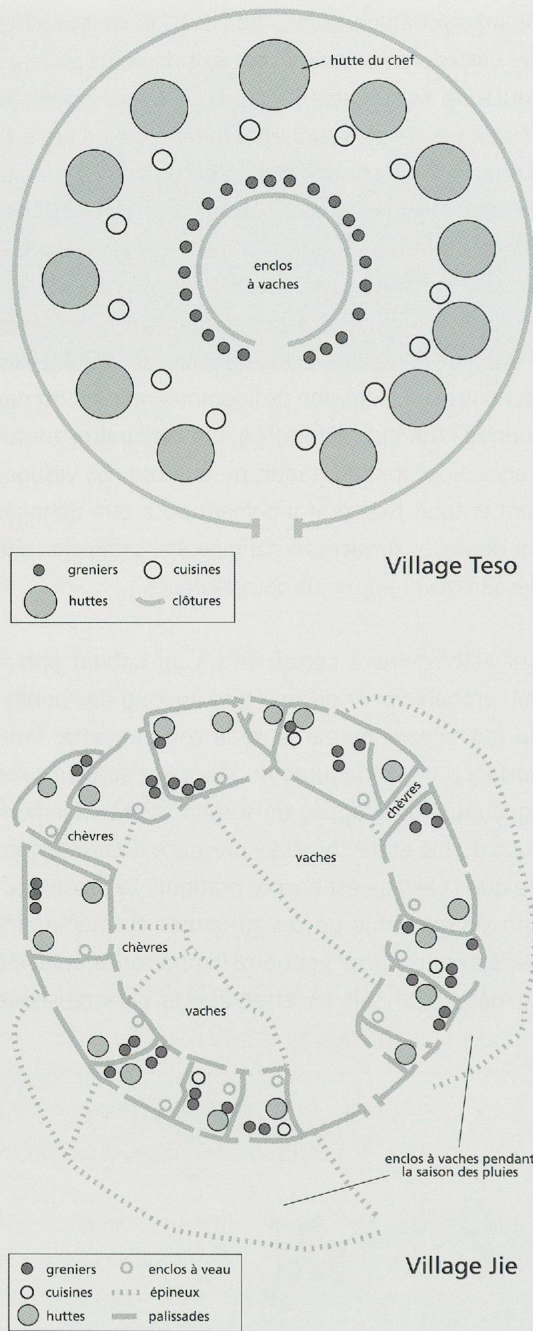 hutte du chef
enclos
à vaches
greniers
cuisines
huttes
clôtures
Village Teso
chèvres
vaches
chèvres
chèvres
vaches
enclos à vaches pendant
la saison des pluies
greniers
enclos à veau
cuisines
épineux
huttes
palissades
Village Jie